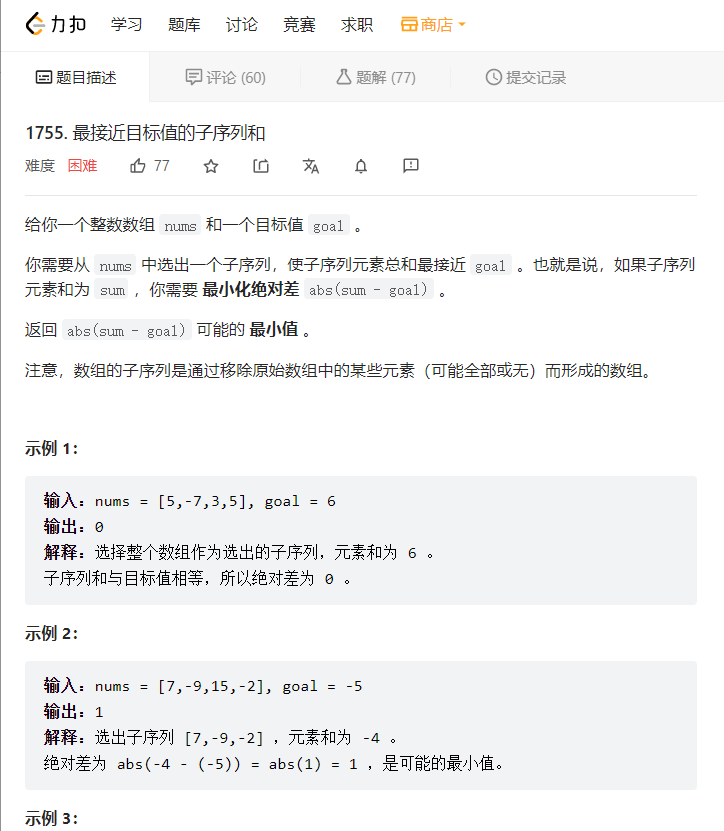 力扣 学习 题库 讨论 竞赛 求职 商店
题目描述 评论 (60) 题解 (77) 提交记录
1755. 最接近目标值的子序列和
难度 困难 77
给你一个整数数组 nums 和一个目标值 goal 。
你需要从 nums 中选出一个子序列，使子序列元素总和最接近 goal 。也就是说，如果子序列
元素和为 sum ，你需要 最小化绝对差 abs(sum - goal) 。
返回 abs(sum - goal) 可能的 最小值 。
注意，数组的子序列是通过移除原始数组中的某些元素（可能全部或无）而形成的数组。
示例 1：
输入：nums = [5,-7,3,5], goal = 6
输出：0
解释：选择整个数组作为选出的子序列，元素和为 6 。
子序列和与目标值相等，所以绝对差为 0 。
示例 2：
输入：nums = [7,-9,15,-2], goal = -5
输出：1
解释：选出子序列 [7,-9,-2] ，元素和为 -4 。
绝对差为 abs(-4 - (-5)) = abs(1) = 1 ，是可能的最小值。
示例 3：